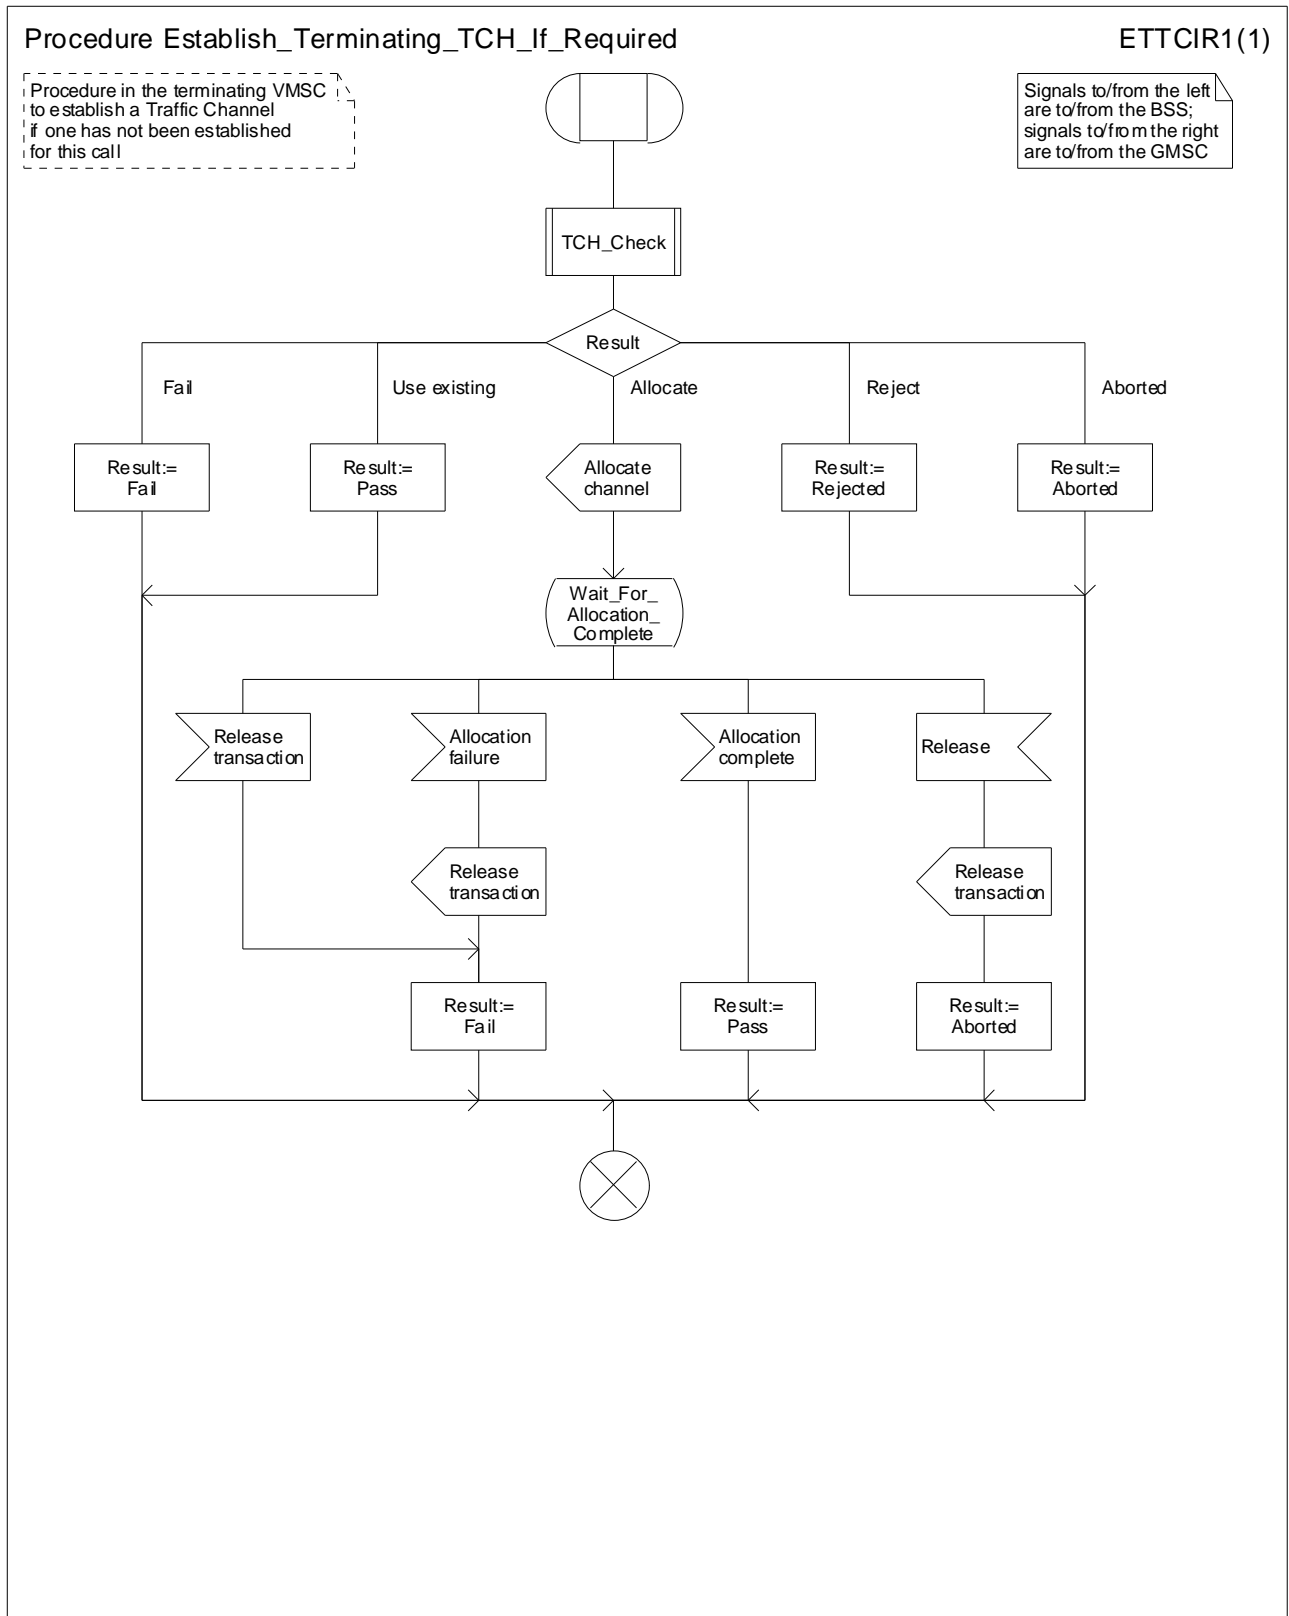 Procedure Establish_Terminating_TCH_If_Required
ETTCIR1(1)
Procedure in the terminating VMSC
to establish a Traffic Channel
if one has not been established
for this call
Signals to/from the left
are to/from the BSS;
signals to/from the right
are to/from the GMSC
TCH_Check
Result
Fail
Use existing
Allocate
Reject
Aborted
Result:=
Fail
Result:=
Pass
Allocate
channel
Result:=
Rejected
Result:=
Aborted
Wait_For_
Allocation_
Complete
Release
transaction
Allocation
failure
Allocation
complete
Release
Release
transaction
Release
transaction
Result:=
Fail
Result:=
Pass
Result:=
Aborted